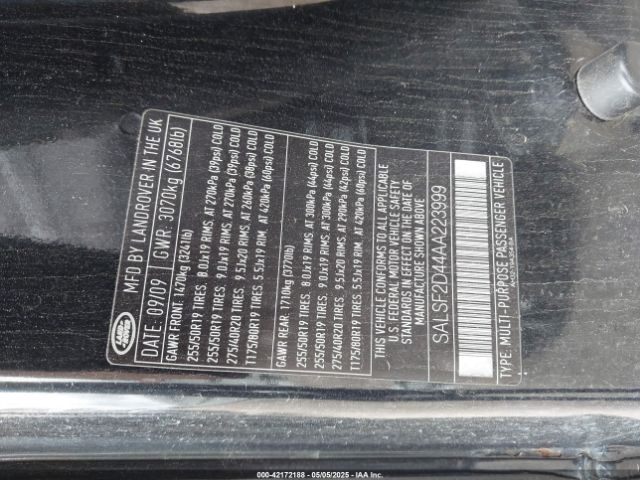 LAND-
ROVER
MFD BY LANDROVER IN THE UK
DATE: 09/09 GWR: 3070kg (6768lb)
GAWR FRONT: 1470kg (3241lb)
255/50R19 TIRES. 8.0Jx19 RIMS. AT 270kPa (39psi) COLD
255/50R19 TIRES. 9.0Jx19 RIMS. AT 270kPa (39psi) COLD
275/40R20 TIRES. 9.5Jx20 RIMS. AT 260kPa (38psi) COLD
T175/80R19 TIRES. 5.5Jx19 RIM. AT 420kPa (60psi) COLD
GAWR REAR: 1710kg (3770lb)
255/50R19 TIRES. 8.0Jx19 RIMS. AT 300kPa (44psi) COLD
255/50R19 TIRES. 9.0Jx19 RIMS. AT 300kPa (44psi) COLD
275/40R20 TIRES. 9.5Jx20 RIMS. AT 290kPa (42psi) COLD
T175/80R19 TIRES. 5.5Jx19 RIM. AT 420kPa (60psi) COLD
THIS VEHICLE CONFORMS TO ALL APPLICABLE
U.S. FEDERAL MOTOR VEHICLE SAFETY
STANDARDS IN EFFECT ON THE DATE OF
MANUFACTURE SHOWN ABOVE
SALSF2D44AA223999
TYPE: MULTI-PURPOSE PASSENGER VEHICLE
000-42172188 - 05/05/2025 - IAA Inc.